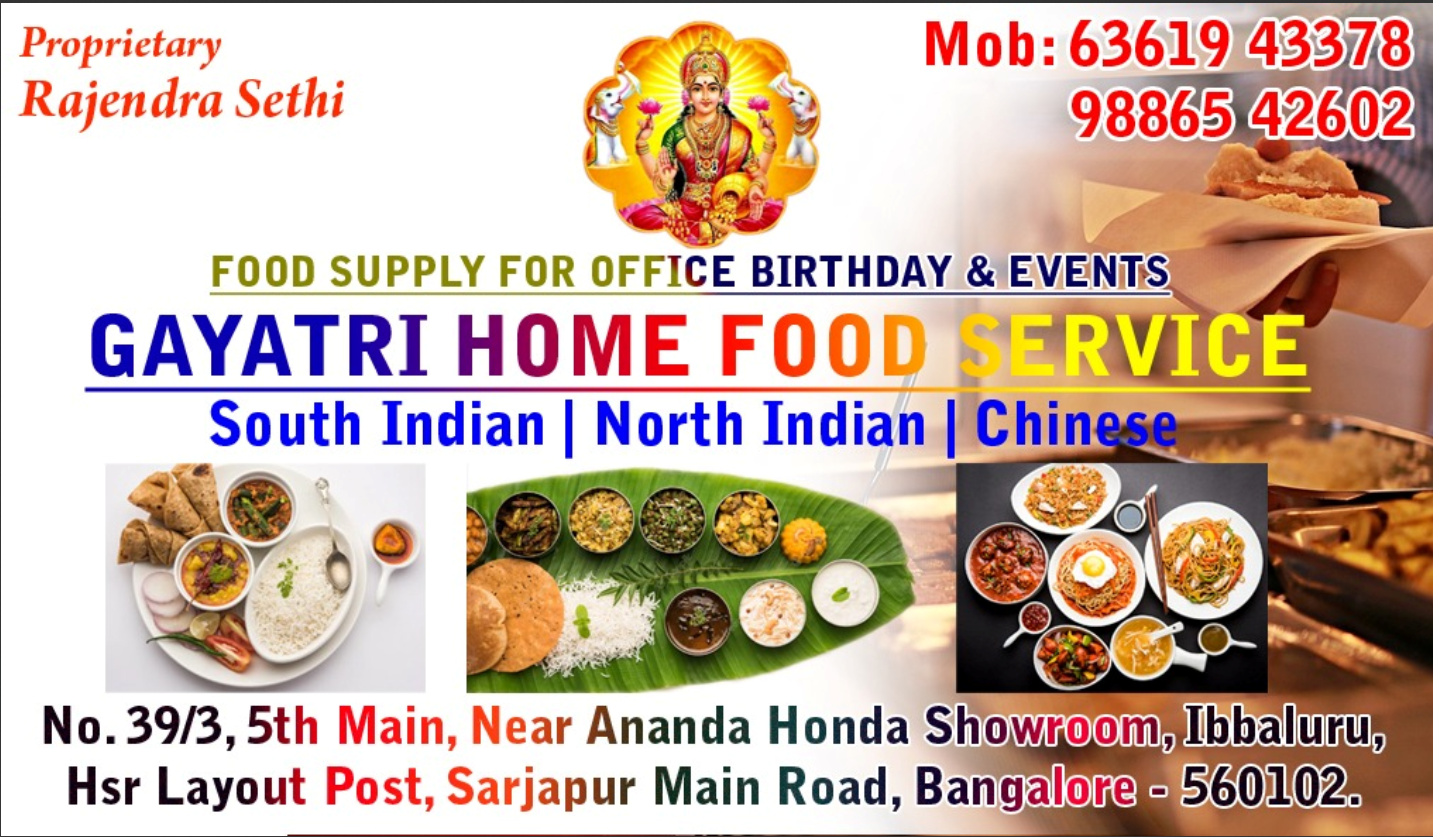 Proprietary
Rajendra Sethi
Mob: 63619 43378
98865 42602
FOOD SUPPLY FOR OFFICE BIRTHDAY & EVENTS
GAYATRI HOME FOOD SERVICE
South Indian | North Indian | Chinese
No. 39/3, 5th Main, Near Ananda Honda Showroom, Ibbaluru,
Hsr Layout Post, Sarjapur Main Road, Bangalore - 560102.